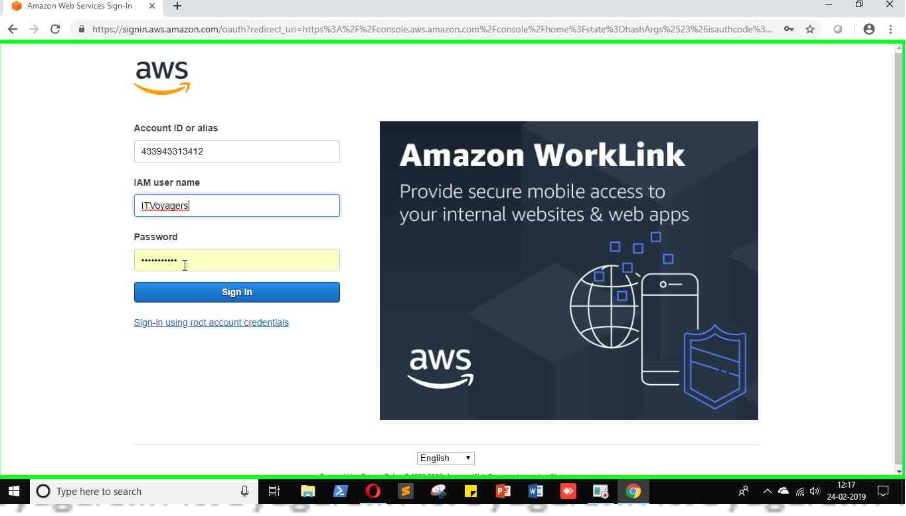 Amazon Web Services Sign-In
https://signin.aws.amazon.com/oauth?redirect_uri=https%3A%2F%2Fconsole.aws.amazon.com%2Fconsole%2Fhome%3Fstate%3DhashArgs%2523%26isauthcode%3...
aws
Account ID or alias
433943313412
IAM user name
ITVoyagers
Password
Sign In
Sign-in using root account credentials
Amazon WorkLink
Provide secure mobile access to
your internal websites & web apps
aws
English
Type here to search
12:17
24-02-2019